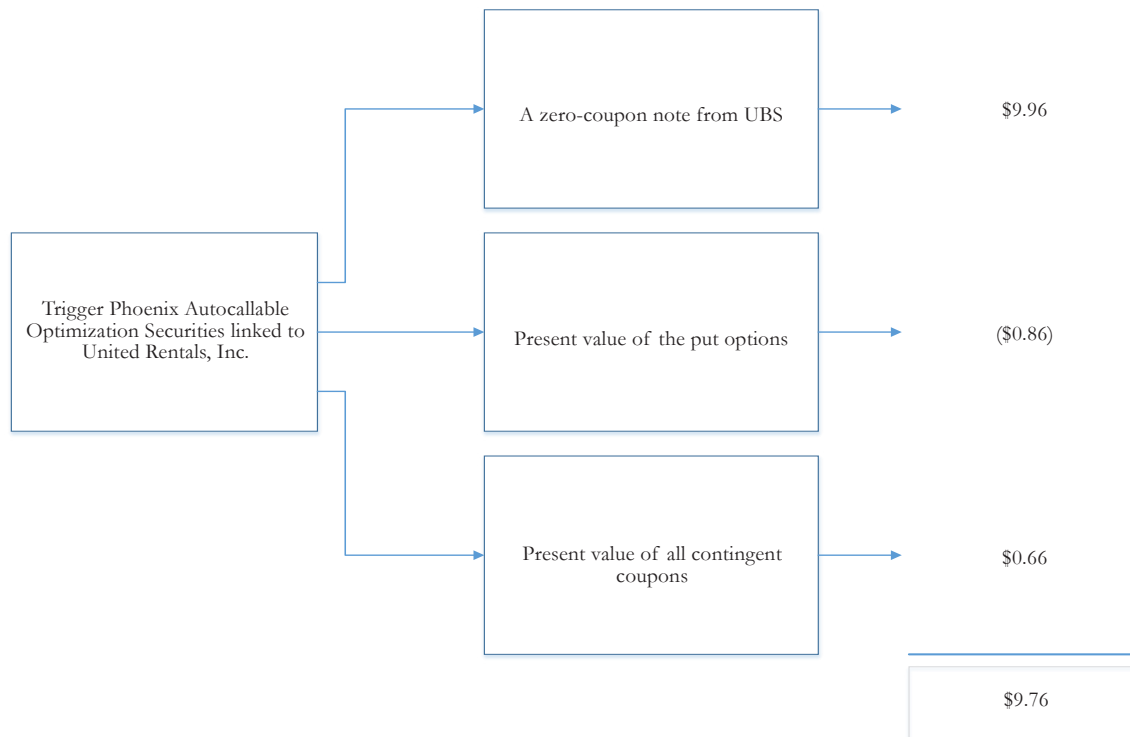 A zero-coupon note from UBS
$9.96
Trigger Phoenix Autocallable
Optimization Securities linked to
United Rentals, Inc.
Present value of the put options
($0.86)
Present value of all contingent
coupons
$0.66
$9.76